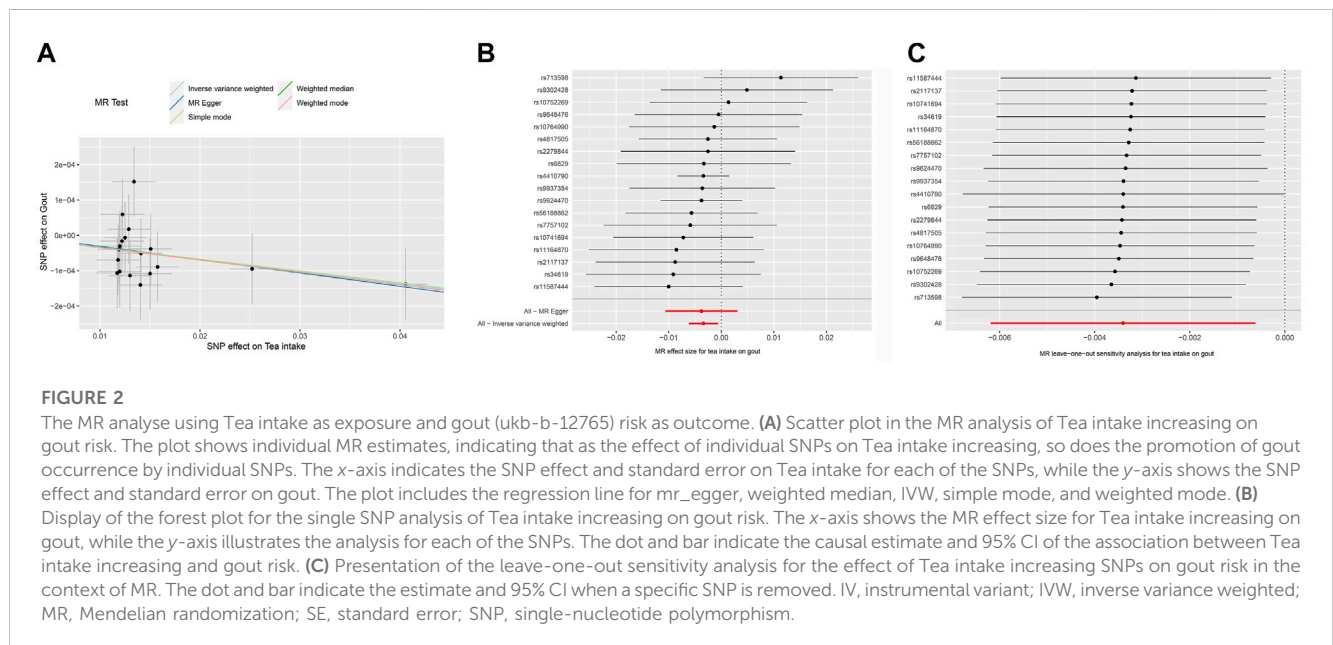 A
MR Test
Inverse variance weighted
MR Egger
Simple mode
Weighted median
Weighted mode
SNP effect on Gout
2e−04
1e−04
0e+00
−1e−04
−2e−04
0.01 0.02 0.03 0.04
SNP effect on Tea intake
B
rs713598
rs9302428
rs10752269
rs9648476
rs10764990
rs4817505
rs2279844
rs6829
rs4410790
rs9937354
rs9624470
rs56188862
rs7757102
rs10741694
rs11164870
rs2117137
rs34619
rs11587444
All − MR Egger
All − Inverse variance weighted
−0.02 −0.01 0.00 0.01 0.02
MR effect size for tea intake on gout
C
rs11587444
rs2117137
rs10741694
rs34619
rs11164870
rs56188862
rs7757102
rs9624470
rs9937354
rs4410790
rs6829
rs2279844
rs4817505
rs10764990
rs9648476
rs10752269
rs9302428
rs713598
All
−0.006 −0.004 −0.002 0.000
MR leave−one−out sensitivity analysis for tea intake on gout
FIGURE 2
The MR analyse using Tea intake as exposure and gout (ukb-b-12765) risk as outcome. (A) Scatter plot in the MR analysis of Tea intake increasing on
gout risk. The plot shows individual MR estimates, indicating that as the effect of individual SNPs on Tea intake increasing, so does the promotion of gout
occurrence by individual SNPs. The x-axis indicates the SNP effect and standard error on Tea intake for each of the SNPs, while the y-axis shows the SNP
effect and standard error on gout. The plot includes the regression line for mr_egger, weighted median, IVW, simple mode, and weighted mode. (B)
Display of the forest plot for the single SNP analysis of Tea intake increasing on gout risk. The x-axis shows the MR effect size for Tea intake increasing on
gout, while the y-axis illustrates the analysis for each of the SNPs. The dot and bar indicate the causal estimate and 95% CI of the association between Tea
intake increasing and gout risk. (C) Presentation of the leave-one-out sensitivity analysis for the effect of Tea intake increasing SNPs on gout risk in the
context of MR. The dot and bar indicate the estimate and 95% CI when a specific SNP is removed. IV, instrumental variant; IVW, inverse variance weighted;
MR, Mendelian randomization; SE, standard error; SNP, single-nucleotide polymorphism.